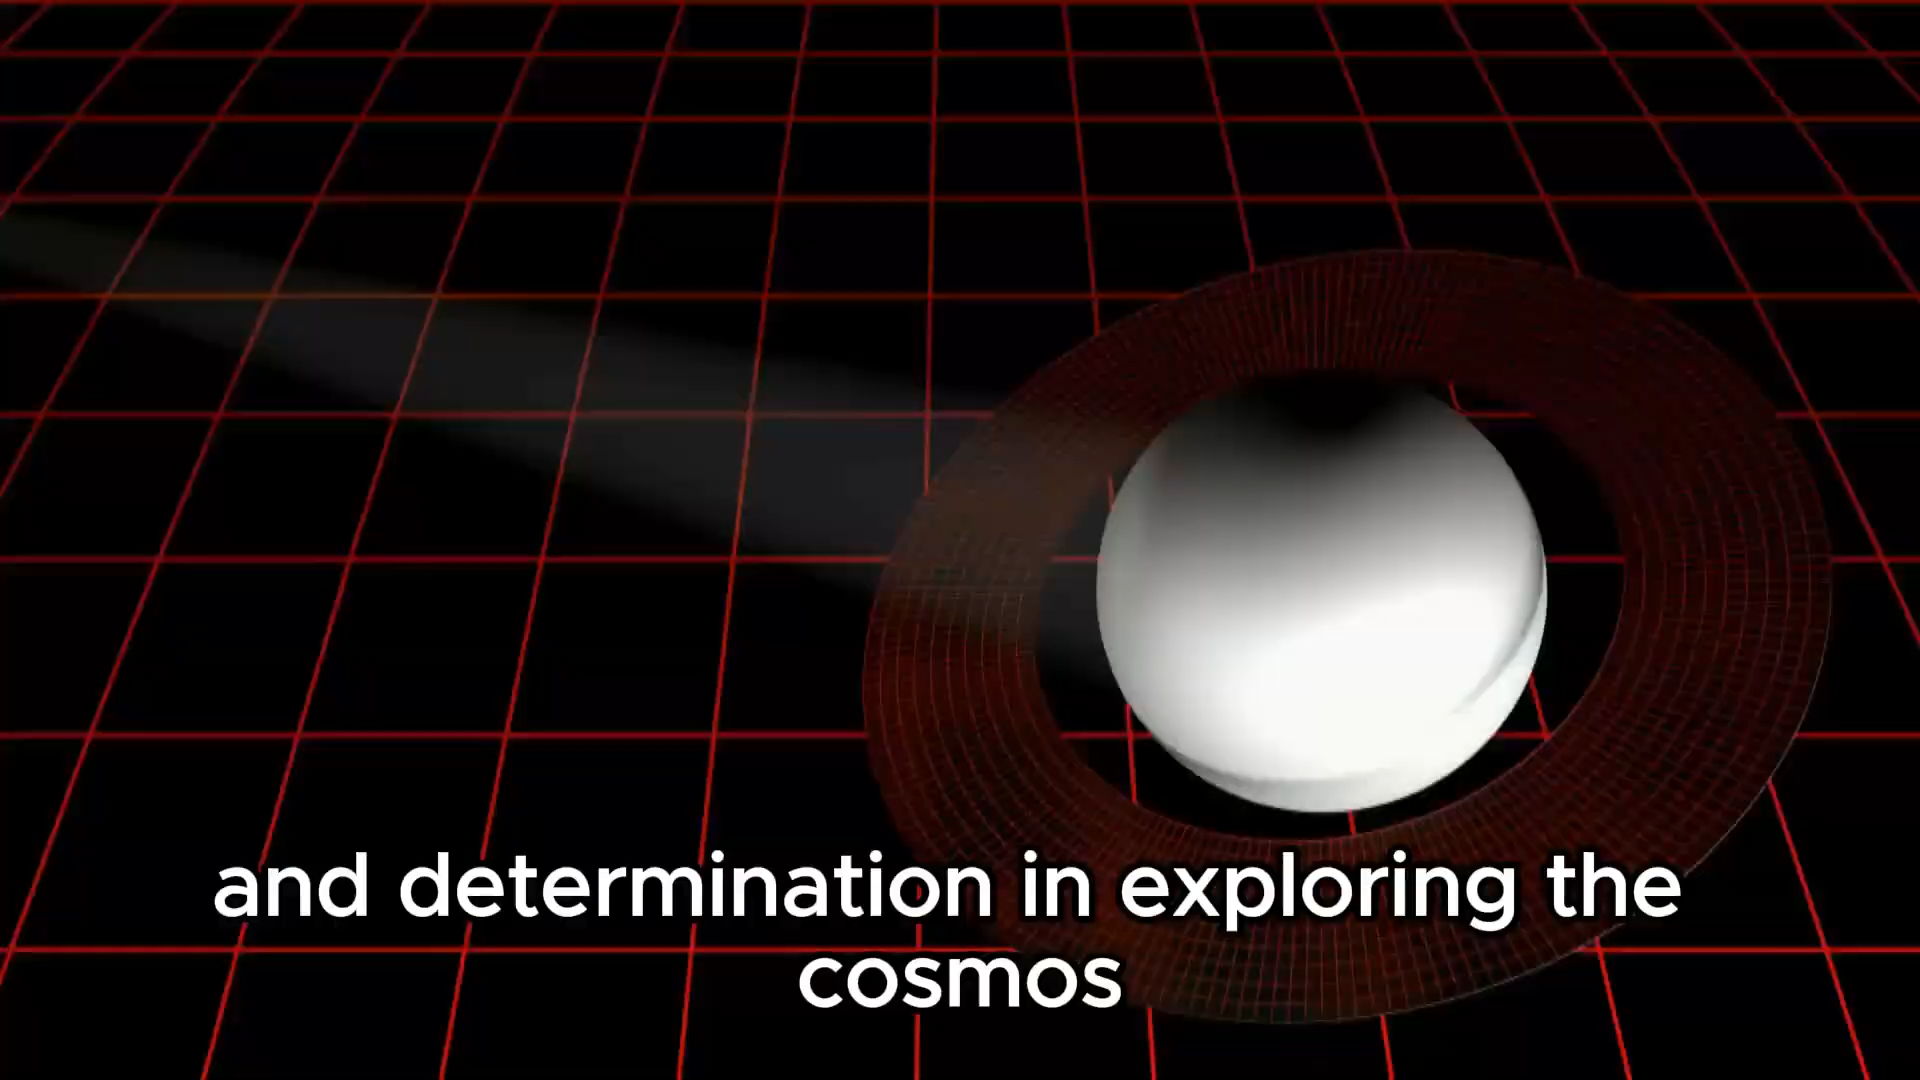 and determination in exploring the
cosmos